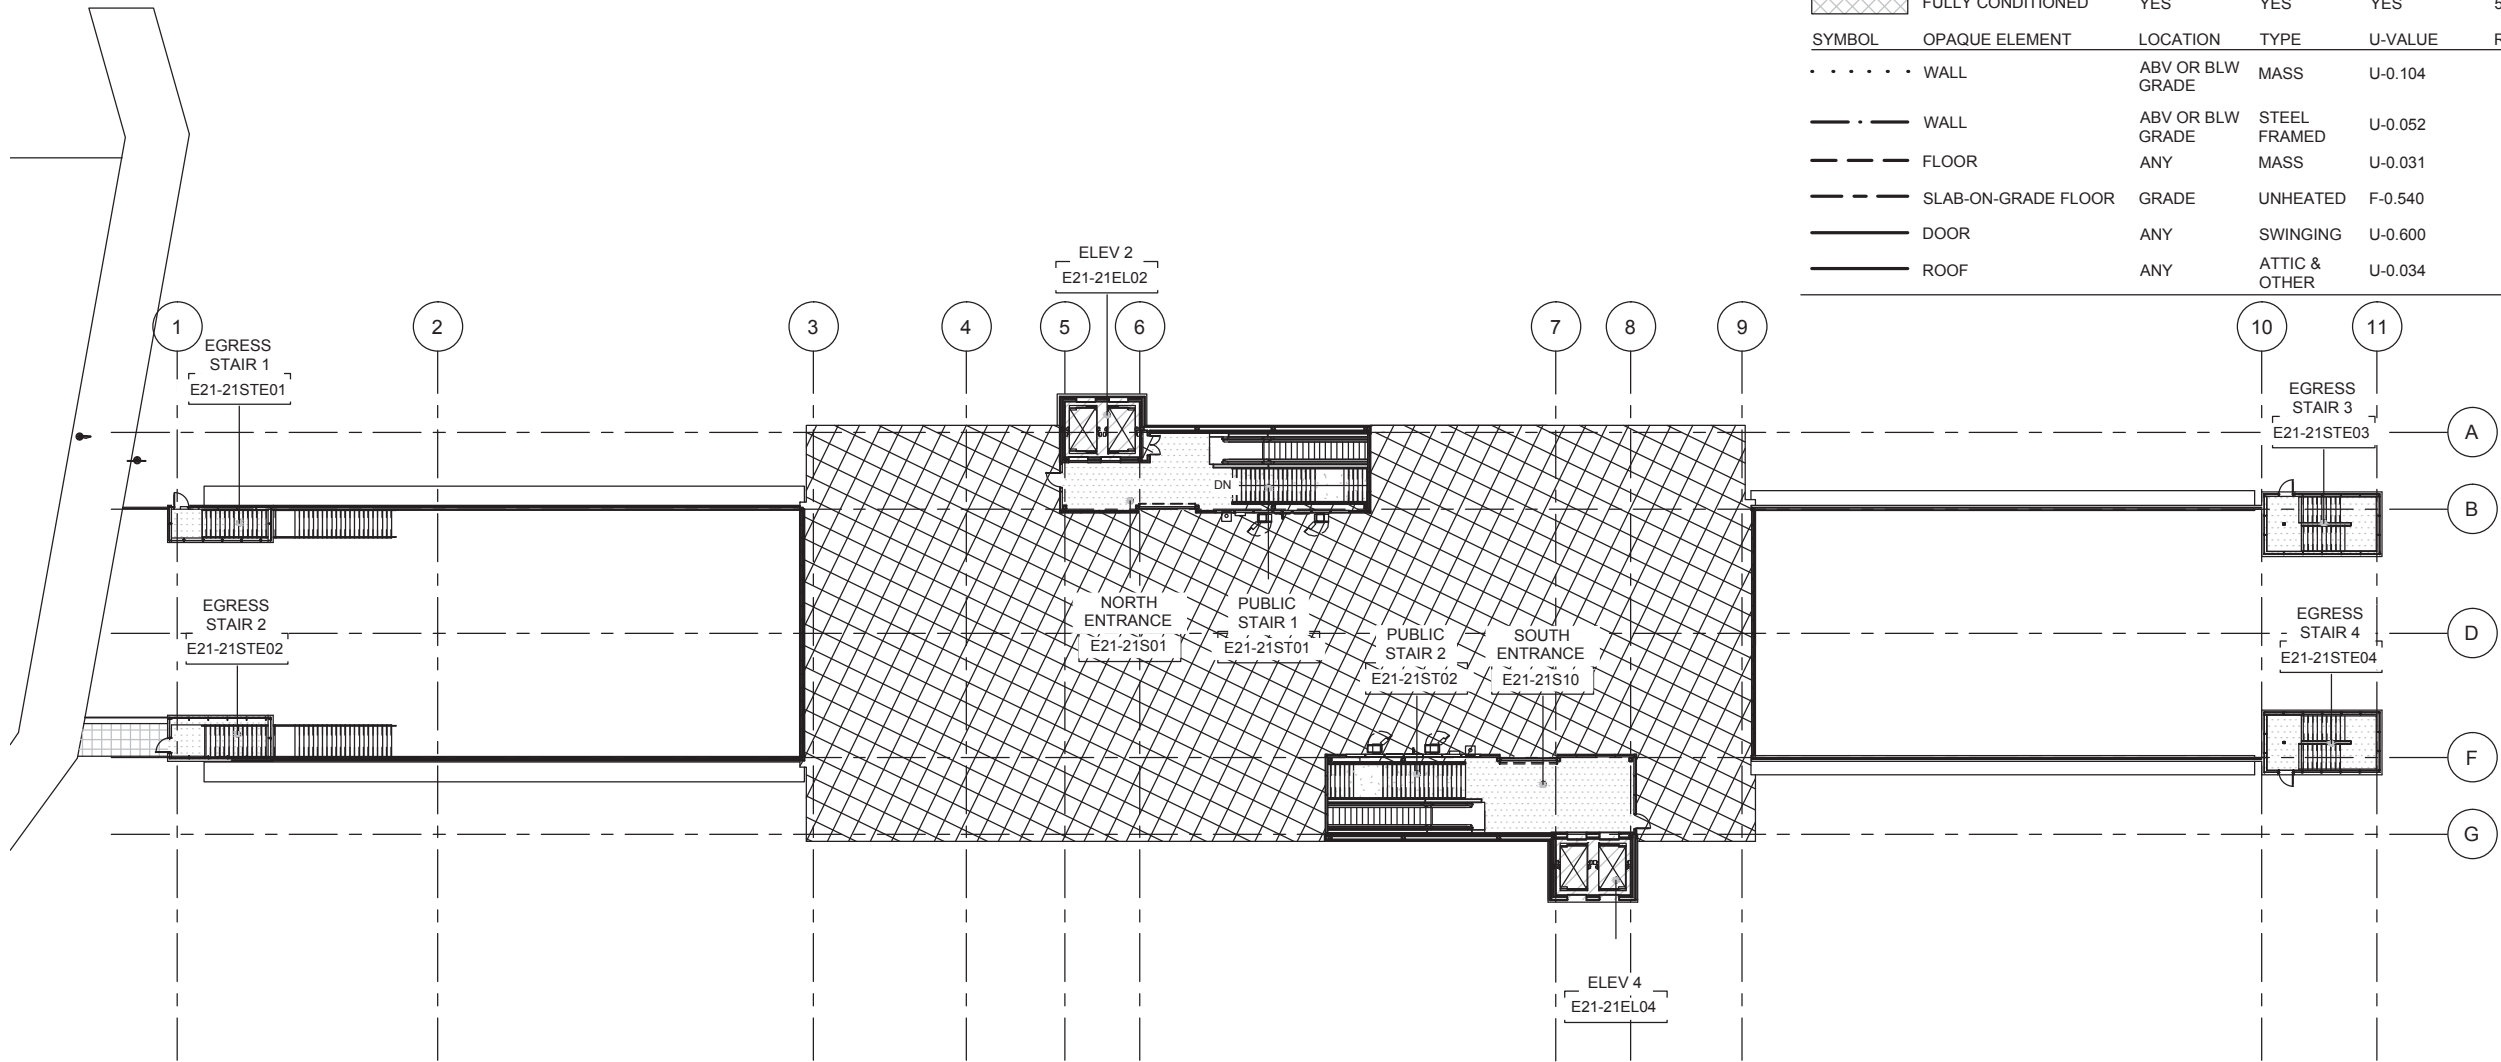 FULLY CONDITIONED YES YES YES 5
SYMBOL OPAQUE ELEMENT LOCATION TYPE U-VALUE R
WALL ABV OR BLW GRADE MASS U-0.104
WALL ABV OR BLW GRADE STEEL FRAMED U-0.052
FLOOR ANY MASS U-0.031
SLAB-ON-GRADE FLOOR GRADE UNHEATED F-0.540
DOOR ANY SWINGING U-0.600
ROOF ANY ATTIC & OTHER U-0.034
ELEV 2
E21-21EL02
1 2 3 4 5 6 7 8 9 10 11
EGRESS
STAIR 1
E21-21STE01
EGRESS
STAIR 3
E21-21STE03
A
DN
B
EGRESS
STAIR 2
E21-21STE02
NORTH
ENTRANCE
E21-21S01
PUBLIC
STAIR 1
E21-21ST01
PUBLIC
STAIR 2
E21-21ST02
SOUTH
ENTRANCE
E21-21S10
EGRESS
STAIR 4
E21-21STE04
D
F
G
ELEV 4
E21-21EL04